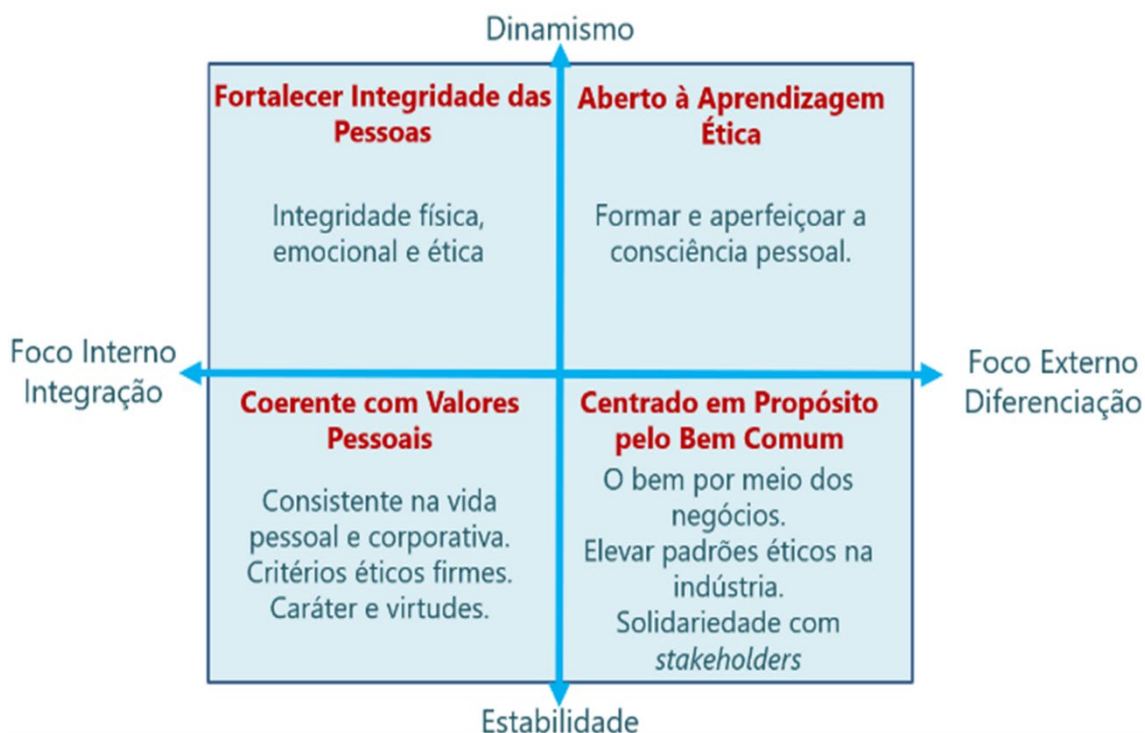 Dinamismo
Fortalecer Integridade das
Pessoas
Integridade física,
emocional e ética
Aberto à Aprendizagem
Ética
Formar e aperfeiçoar a
consciência pessoal.
Foco Interno
Integração
Foco Externo
Diferenciação
Coerente com Valores
Pessoais
Consistente na vida
pessoal e corporativa.
Critérios éticos firmes.
Caráter e virtudes.
Centrado em Propósito
pelo Bem Comum
O bem por meio dos
negócios.
Elevar padrões éticos na
indústria.
Solidariedade com
stakeholders
Estabilidade